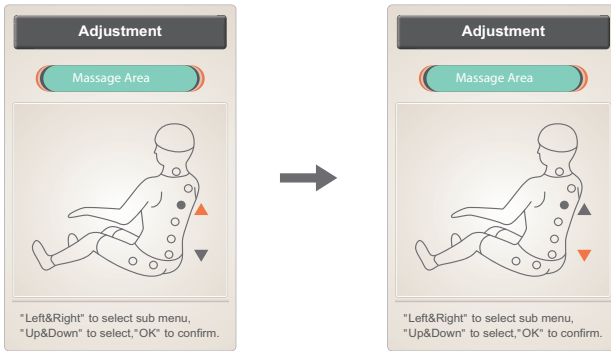 Adjustment
Massage Area
"Left&Right" to select sub menu,
"Up&Down" to select,"OK" to confirm.
Adjustment
Massage Area
"Left&Right" to select sub menu,
"Up&Down" to select,"OK" to confirm.